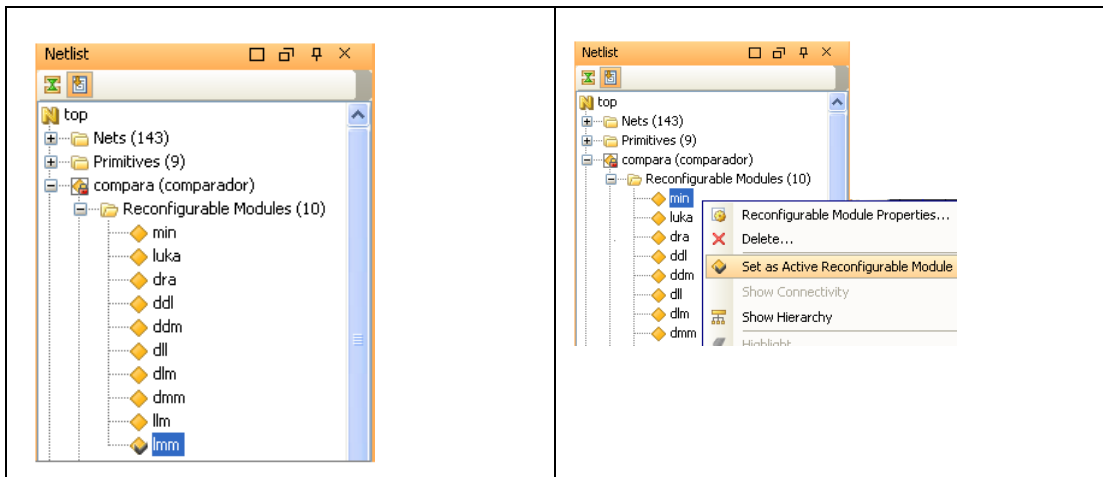 Netlist
top
Nets (143)
Primitives (9)
compara (comparador)
Reconfigurable Modules (10)
min
luka
dra
ddl
ddm
dll
dlm
dmm
llm
lmm
Netlist
top
Nets (143)
Primitives (9)
compara (comparador)
Reconfigurable Modules (10)
min
luka
dra
ddl
ddm
dll
dlm
dmm
Reconfigurable Module Properties...
Delete...
Set as Active Reconfigurable Module
Show Connectivity
Show Hierarchy
Highlight